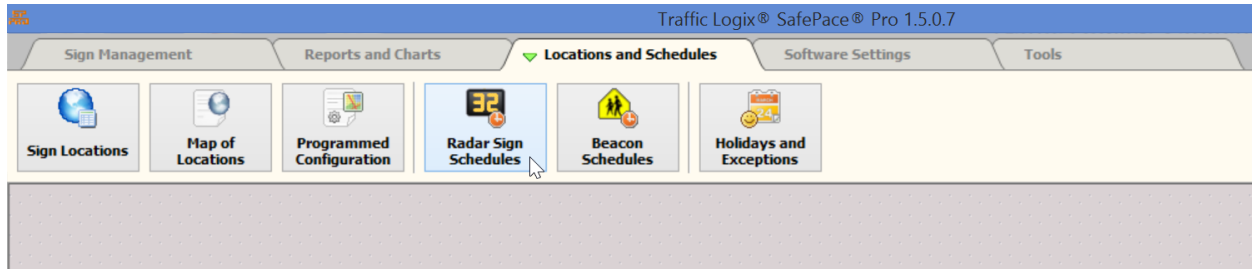 Traffic Logix® SafePace® Pro 1.5.0.7
Sign Management
Reports and Charts
Locations and Schedules
Software Settings
Tools
Sign Locations
Map of
Locations
Programmed
Configuration
32
Radar Sign
Schedules
Beacon
Schedules
24
Holidays and
Exceptions